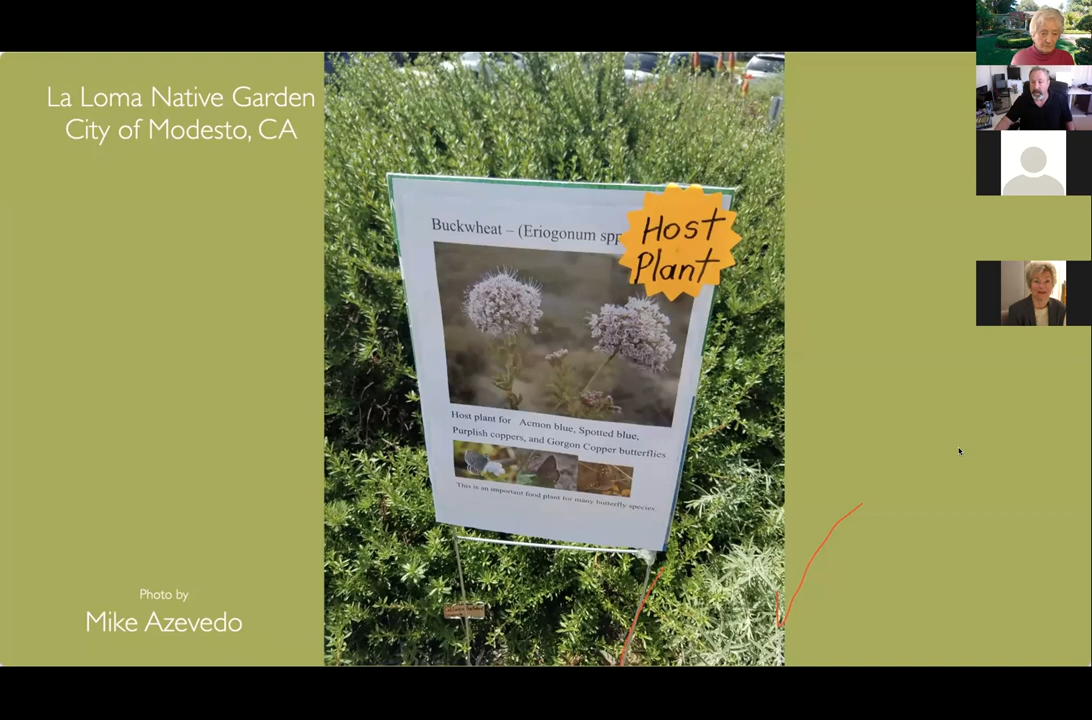 La Loma Native Garden
City of Modesto, CA
Buckwheat – (Eriogonum spp
Host
Plant
Host plant for Acmon blue, Spotted blue,
Purplish coppers, and Gorgon Copper butterflies
This is an important food plant for many butterfly species.
Photo by
Mike Azevedo